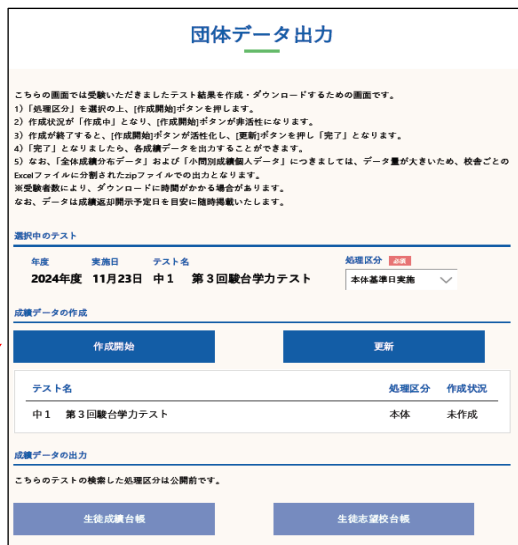 団体データ出力
こちらの画面では受験いただきましたテスト結果を作成・ダウンロードするための画面です。
1）「処理区分」を選択の上、[作成開始]ボタンを押します。
2）作成状況が「作成中」となり、[作成開始]ボタンが非活性になります。
3）作成が終了すると、[作成開始]ボタンが活性化し、[更新]ボタンを押し「完了」となります。
4）「完了」となりましたら、各成績データを出力することができます。
5）なお、「全体成績分布データ」および「小問別成績個人データ」につきましては、データ量が大きいため、校舎ごとの
Excelファイルに分割されたzipファイルでの出力となります。
※受験者数により、ダウンロードに時間がかかる場合があります。
なお、データは成績返却開示予定日を目安に随時掲載いたします。
選択中のテスト
年度 実施日 テスト名 処理区分 必須
2024年度 11月23日 中１ 第３回駿台学力テスト 本体基準日実施
成績データの作成
作成開始 更新
テスト名 処理区分 作成状況
中１ 第３回駿台学力テスト 本体 未作成
成績データの出力
こちらのテストの検索した処理区分は公開前です。
生徒成績台帳 生徒志望校台帳